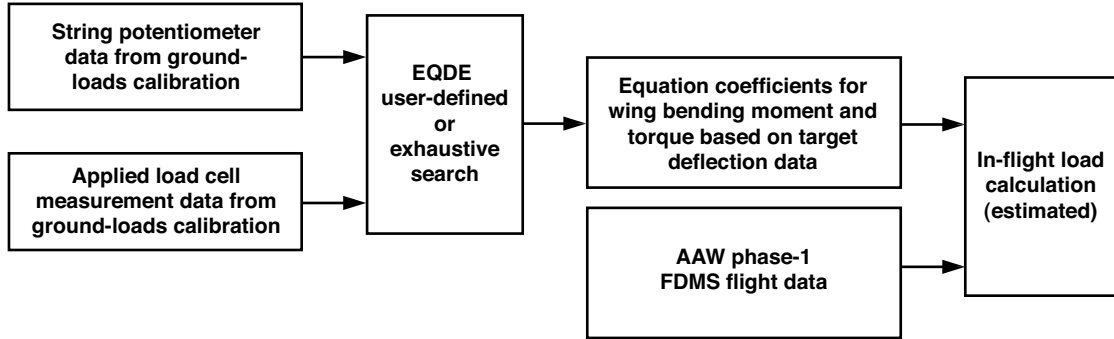 String potentiometer
data from ground-
loads calibration
Applied load cell
measurement data from
ground-loads calibration
EQDE
user-defined
or
exhaustive
search
Equation coefficients for
wing bending moment and
torque based on target
deflection data
AAW phase-1
FDMS flight data
In-flight load
calculation
(estimated)